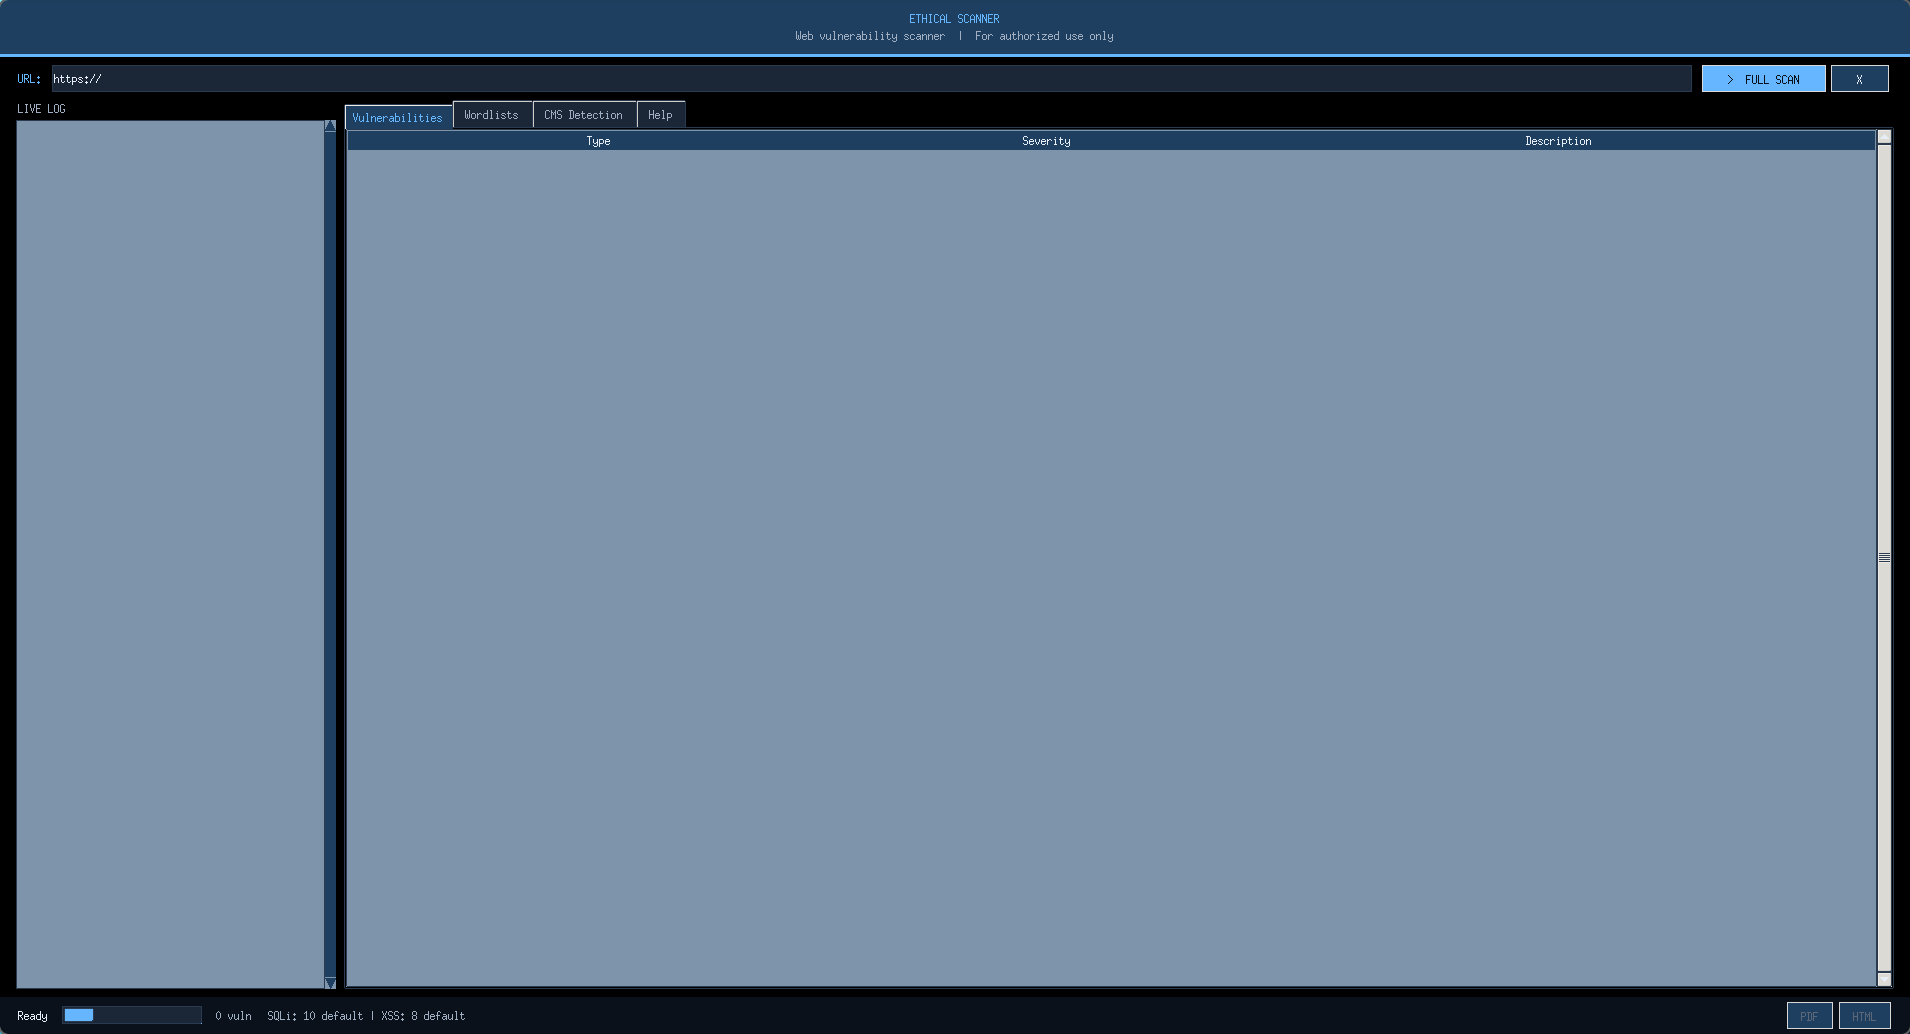 ETHICAL SCANNER
Web vulnerability scanner | For authorized use only
URL: https:// > FULL SCAN X
LIVE LOG
Vulnerabilities Wordlists CMS Detection Help
Type Severity Description
Ready 0 vuln SQLi: 10 default | XSS: 8 default PDF HTML